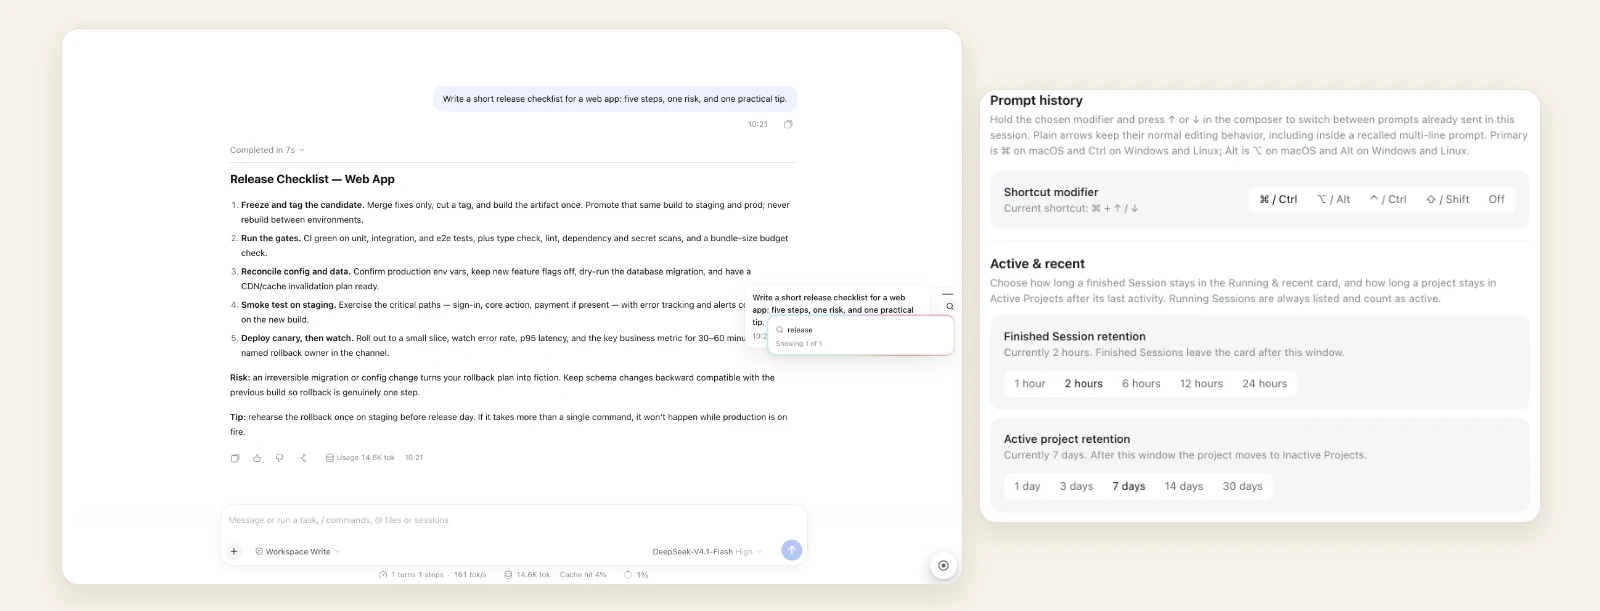 Write a short release checklist for a web app: five steps, one risk, and one practical tip.
10:21
Completed in 7s
Release Checklist — Web App
1. Freeze and tag the candidate. Merge fixes only, cut a tag, and build the artifact once. Promote that same build to staging and prod; never
rebuild between environments.
2. Run the gates. CI green on unit, integration, and e2e tests, plus type check, lint, dependency and secret scans, and a bundle-size budget
check.
3. Reconcile config and data. Confirm production env vars, keep new feature flags off, dry-run the database migration, and have a
CDN/cache invalidation plan ready.
4. Smoke test on staging. Exercise the critical paths — sign-in, core action, payment if present — with error tracking and alerts
on the new build.
5. Deploy canary, then watch. Roll out to a small slice, watch error rate, p95 latency, and the key business metric for 30–60
named rollback owner in the channel.
Risk: an irreversible migration or config change turns your rollback plan into fiction. Keep schema changes backward compatible with the
previous build so rollback is genuinely one step.
Tip: rehearse the rollback once on staging before release day. If it takes more than a single command, it won't happen while production is on
fire.
Usage 14.6K tok 10:21
Write a short release checklist for a web
app: five steps, one risk, and one practical
tip.
release
Showing 1 of 1
Message or run a task, / commands, @ files or sessions
+ Workspace Write
DeepSeek-V4.1-Flash High
1 turns 1 steps · 161 tok/s 14.6K tok · Cache hit 4% 1%
Prompt history
Hold the chosen modifier and press ↑ or ↓ in the composer to switch between prompts already sent in this
session. Plain arrows keep their normal editing behavior, including inside a recalled multi-line prompt. Primary
is ⌘ on macOS and Ctrl on Windows and Linux; Alt is ⌥ on macOS and Alt on Windows and Linux.
Shortcut modifier
Current shortcut: ⌘ + ↑ / ↓
⌘ / Ctrl ⌥ / Alt ^ / Ctrl ⇧ / Shift Off
Active & recent
Choose how long a finished Session stays in the Running & recent card, and how long a project stays in
Active Projects after its last activity. Running Sessions are always listed and count as active.
Finished Session retention
Currently 2 hours. Finished Sessions leave the card after this window.
1 hour 2 hours 6 hours 12 hours 24 hours
Active project retention
Currently 7 days. After this window the project moves to Inactive Projects.
1 day 3 days 7 days 14 days 30 days